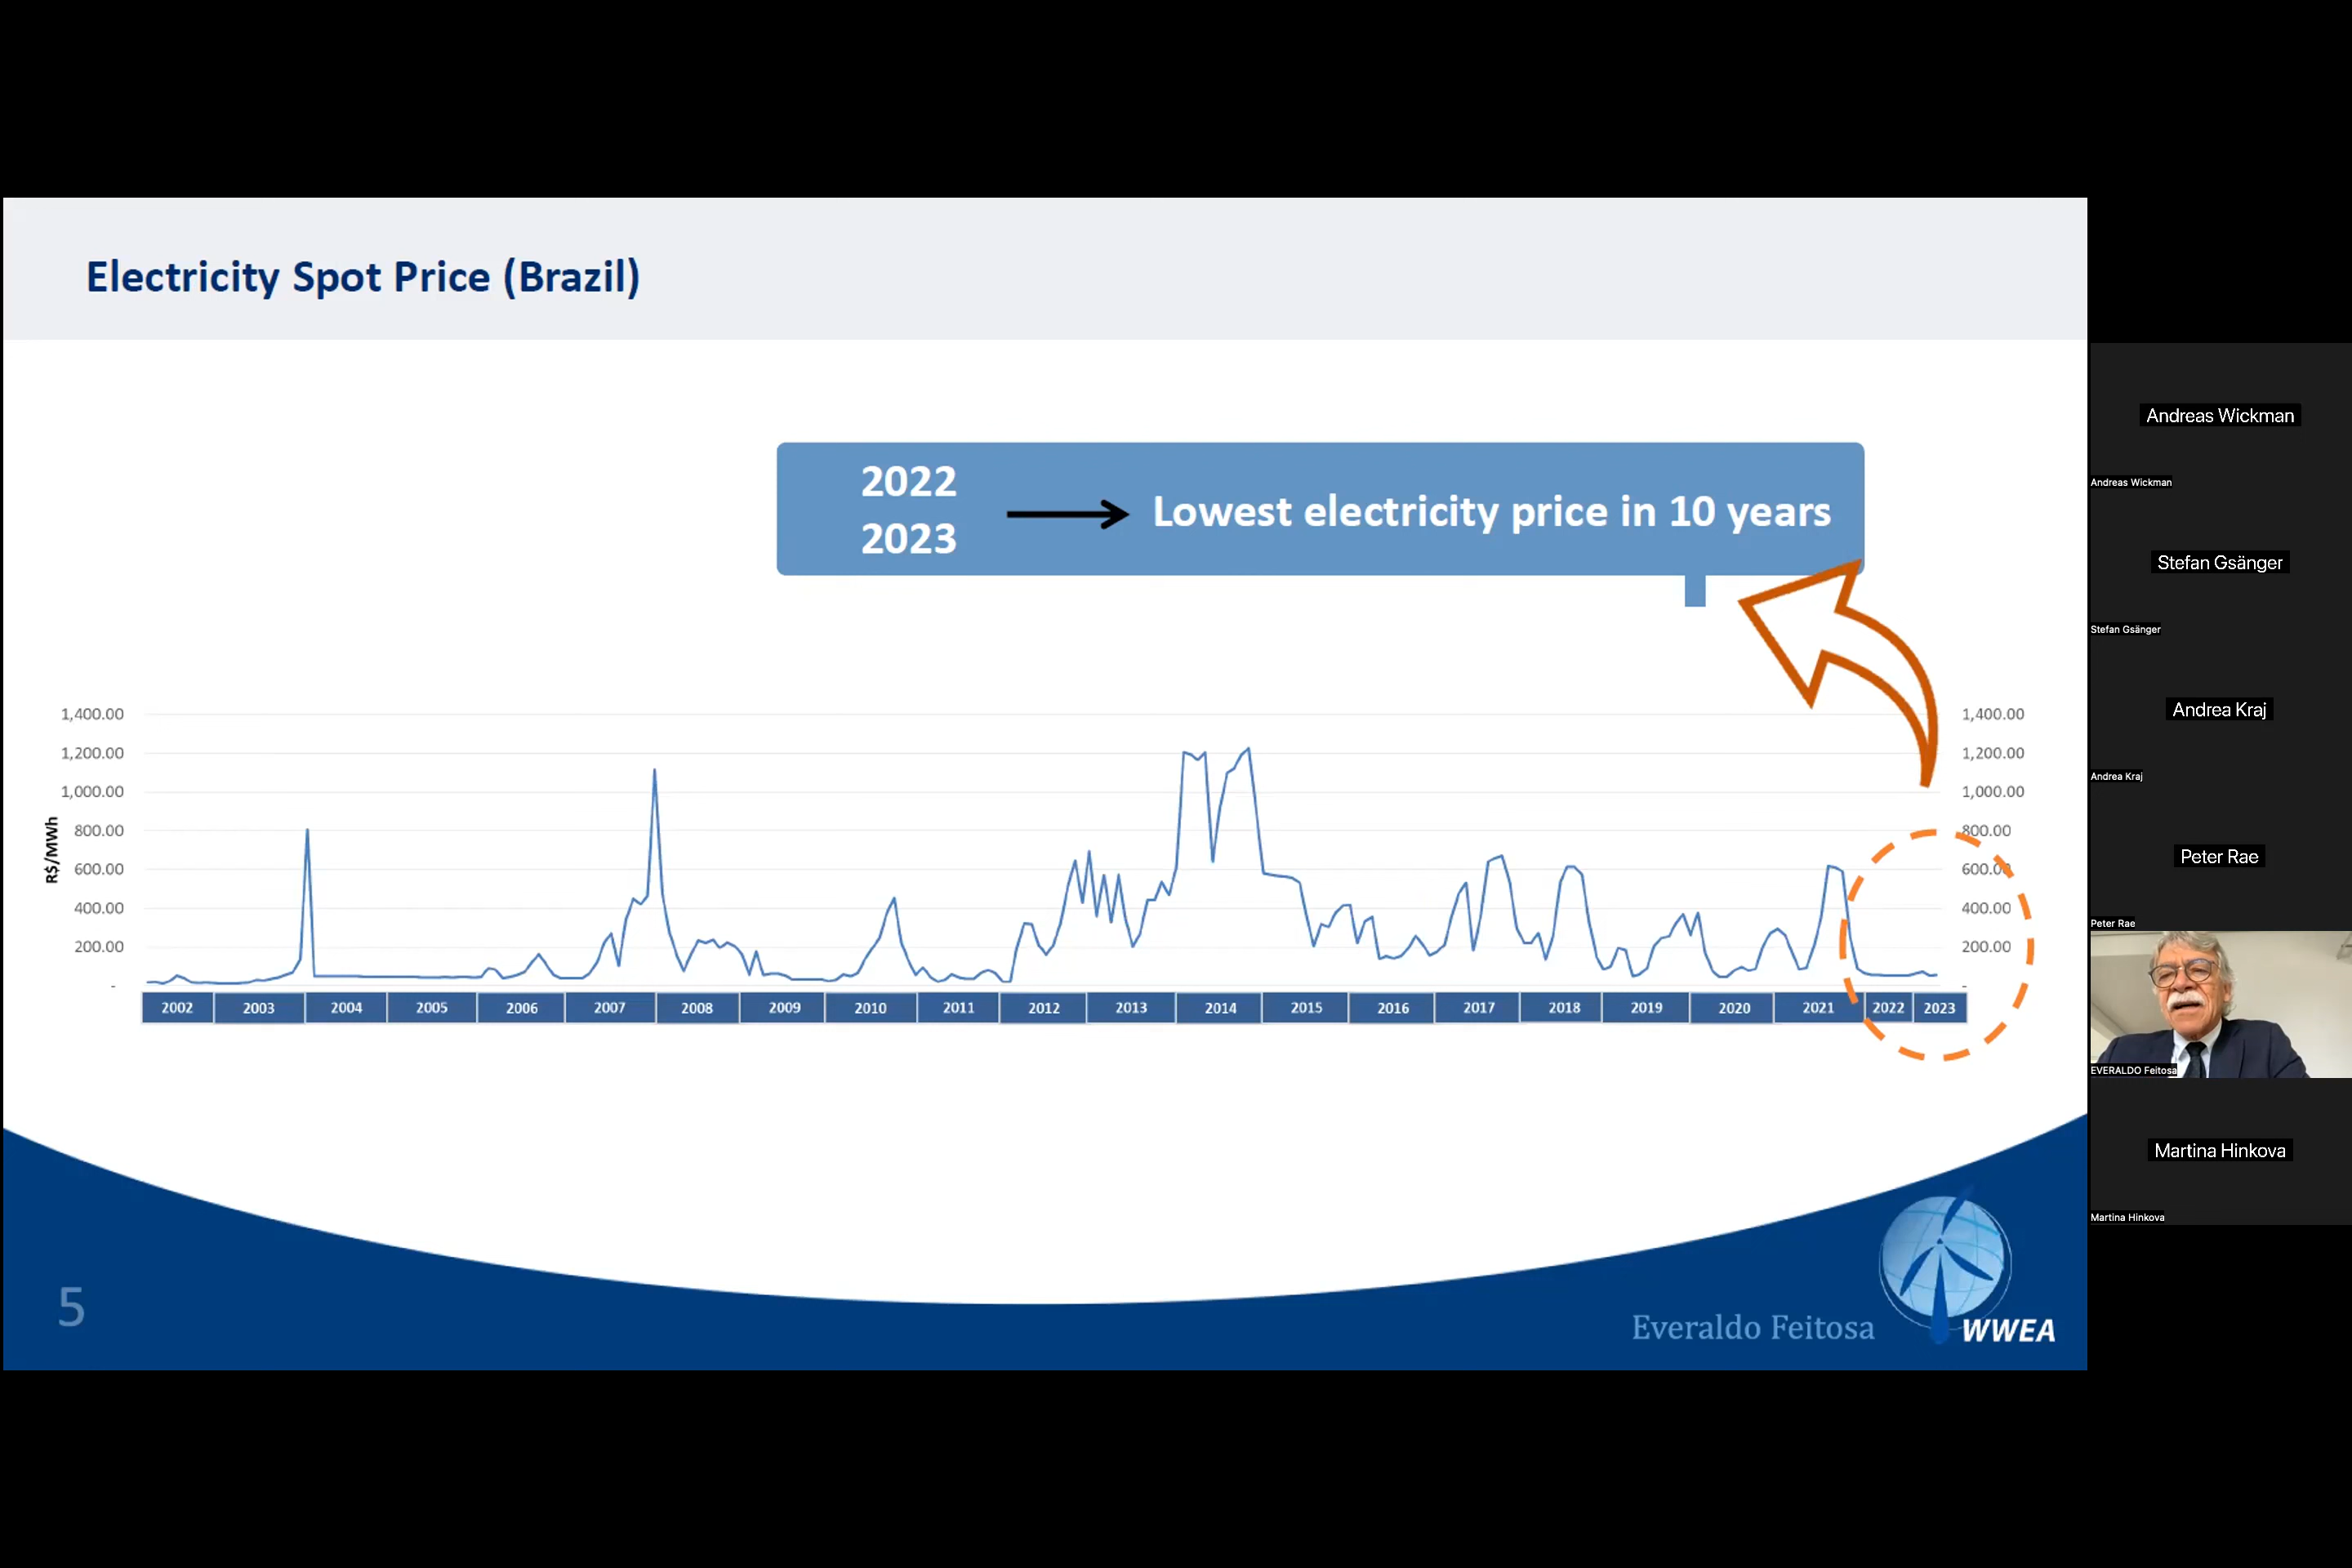 Electricity Spot Price (Brazil)
2022
2023
Lowest electricity price in 10 years
R$/MWh
1,400.00
1,200.00
1,000.00
800.00
600.00
400.00
200.00
-
1,400.00
1,200.00
1,000.00
800.00
600.00
400.00
200.00
-
2002 2003 2004 2005 2006 2007 2008 2009 2010 2011 2012 2013 2014 2015 2016 2017 2018 2019 2020 2021 2022 2023
5
Everaldo Feitosa
WWEA
Andreas Wickman
Andreas Wickman
Stefan Gsänger
Stefan Gsänger
Andrea Kraj
Andrea Kraj
Peter Rae
Peter Rae
EVERALDO Feitosa
Martina Hinkova
Martina Hinkova